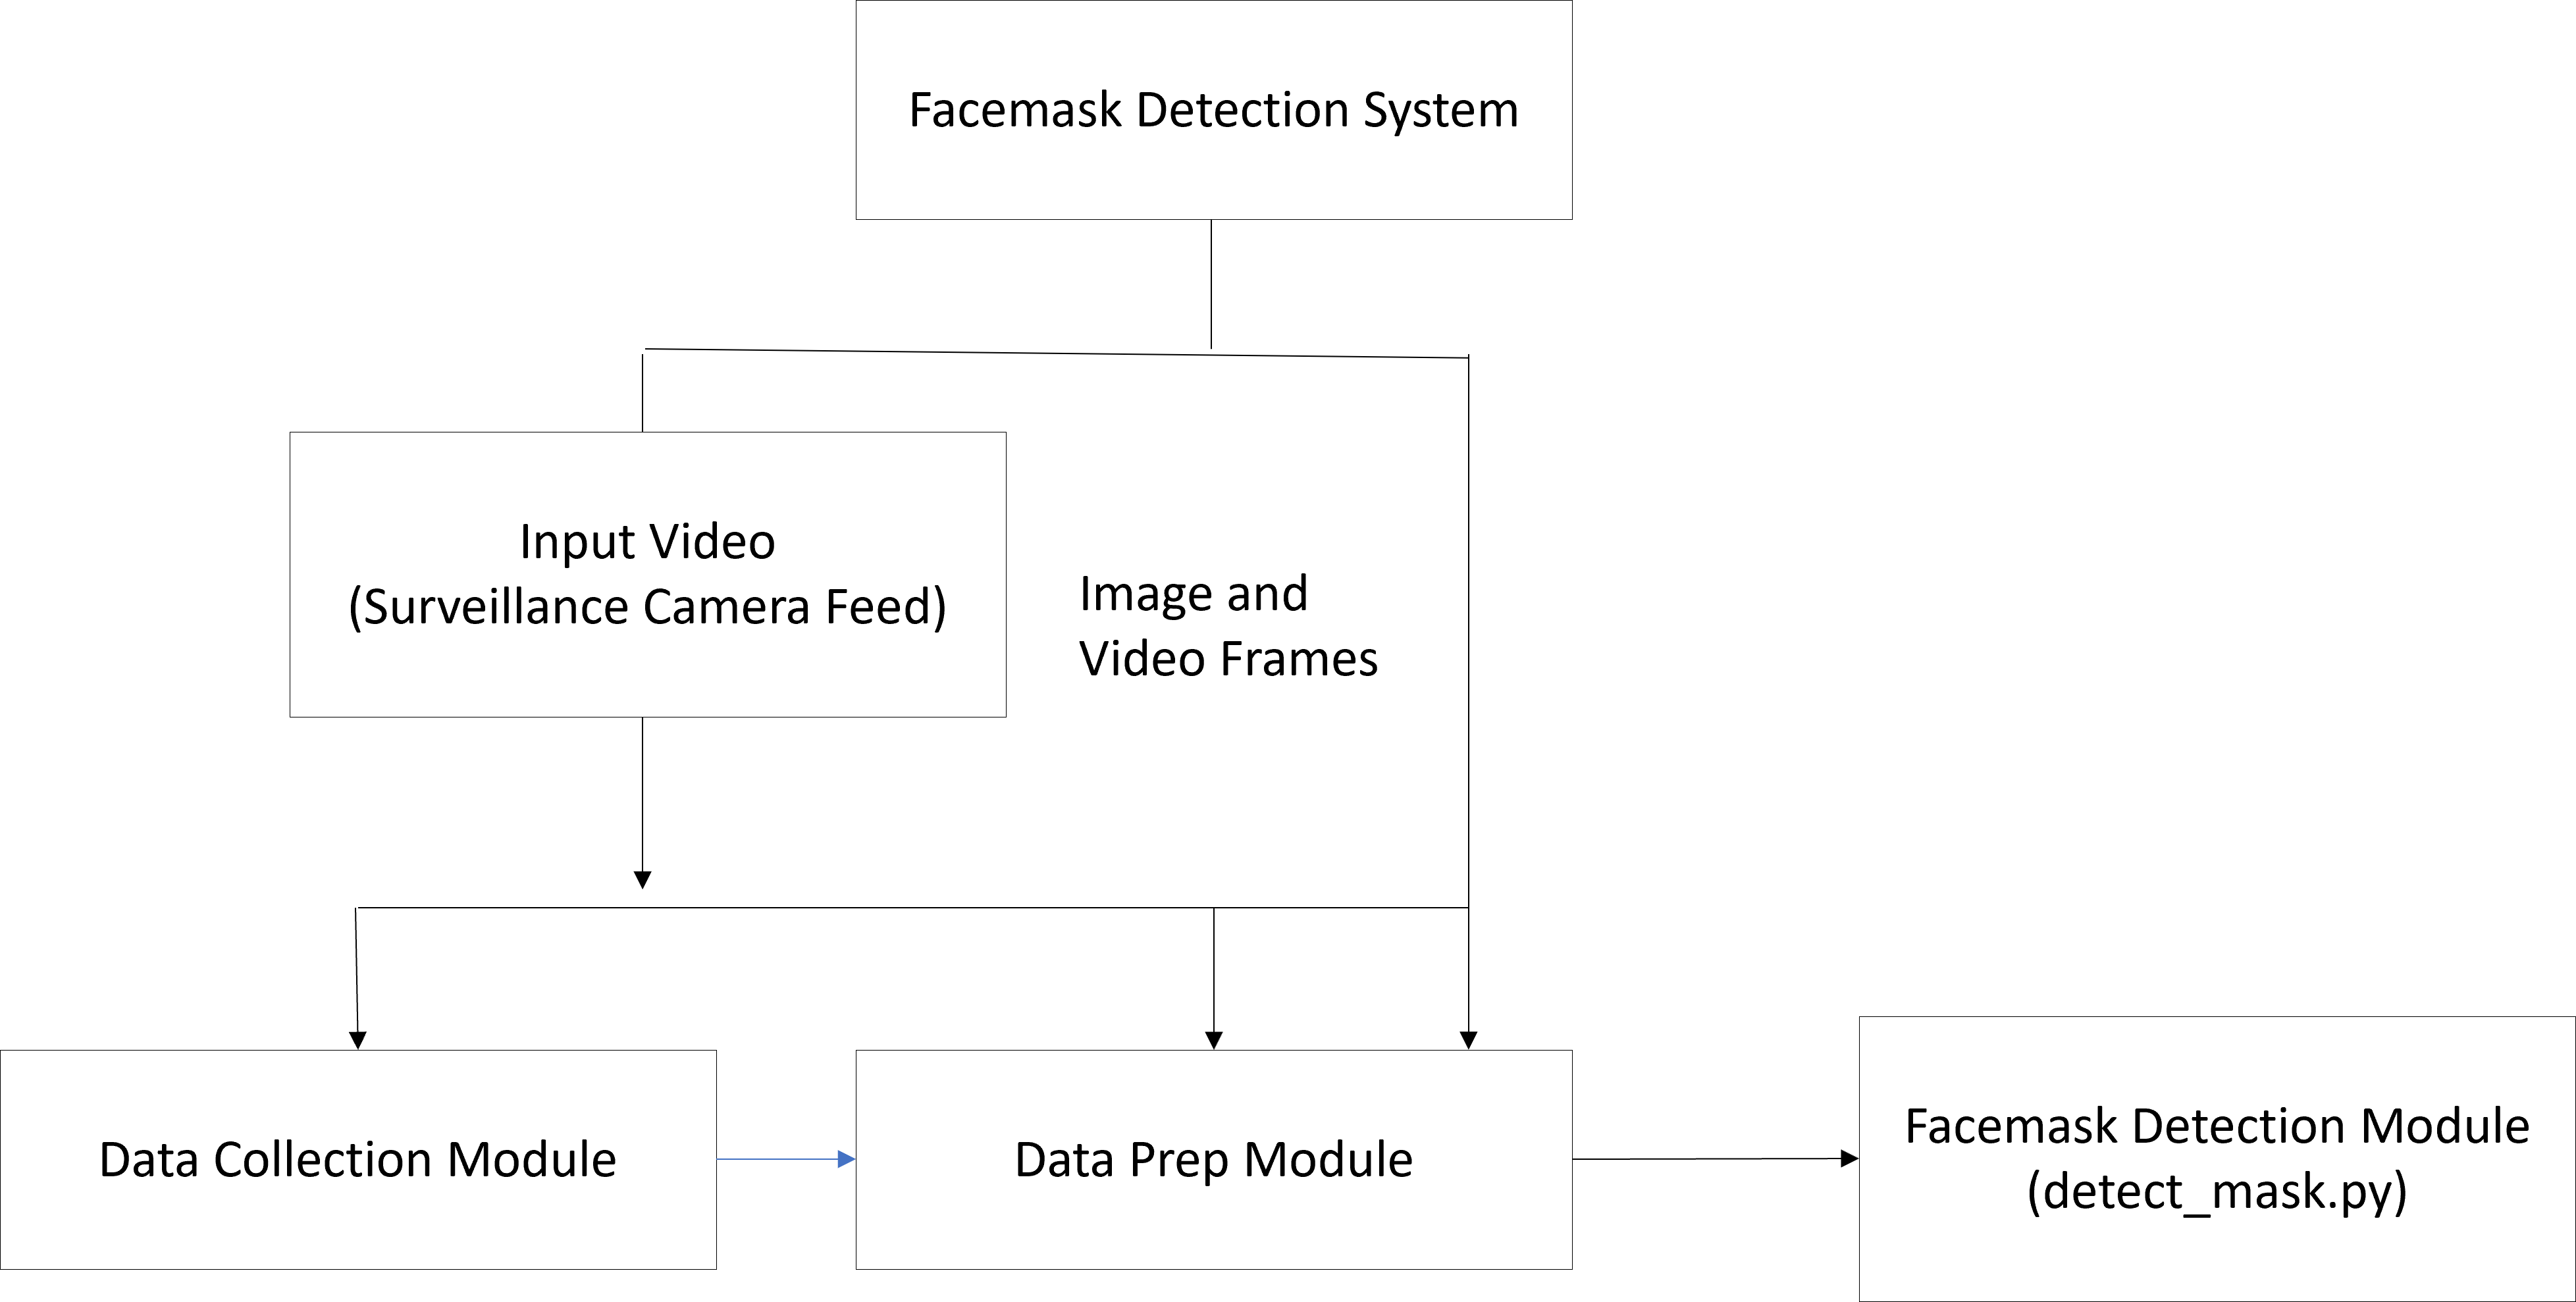 Facemask Detection System
Input Video
(Surveillance Camera Feed)
Image and
Video Frames
Data Collection Module
Data Prep Module
Facemask Detection Module
(detect_mask.py)